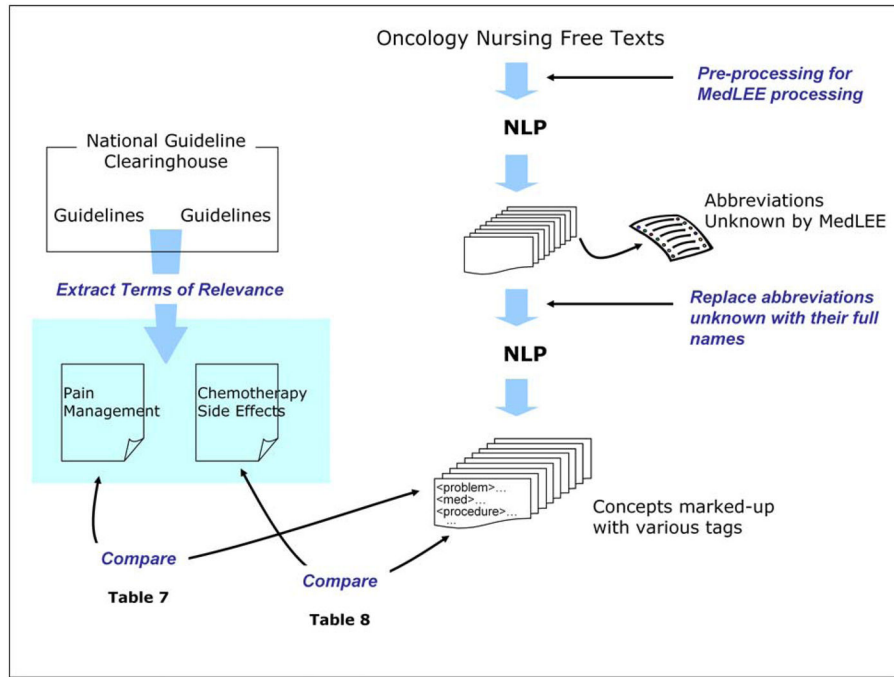 Oncology Nursing Free Texts
Pre-processing for
MedLEE processing
NLP
National Guideline
Clearinghouse
Guidelines
Guidelines
Abbreviations
Unknown by MedLEE
Extract Terms of Relevance
Replace abbreviations
unknown with their full
names
NLP
Pain
Management
Chemotherapy
Side Effects
<problem>...
<med>...
<procedure>...
...
Concepts marked-up
with various tags
Compare
Table 7
Compare
Table 8